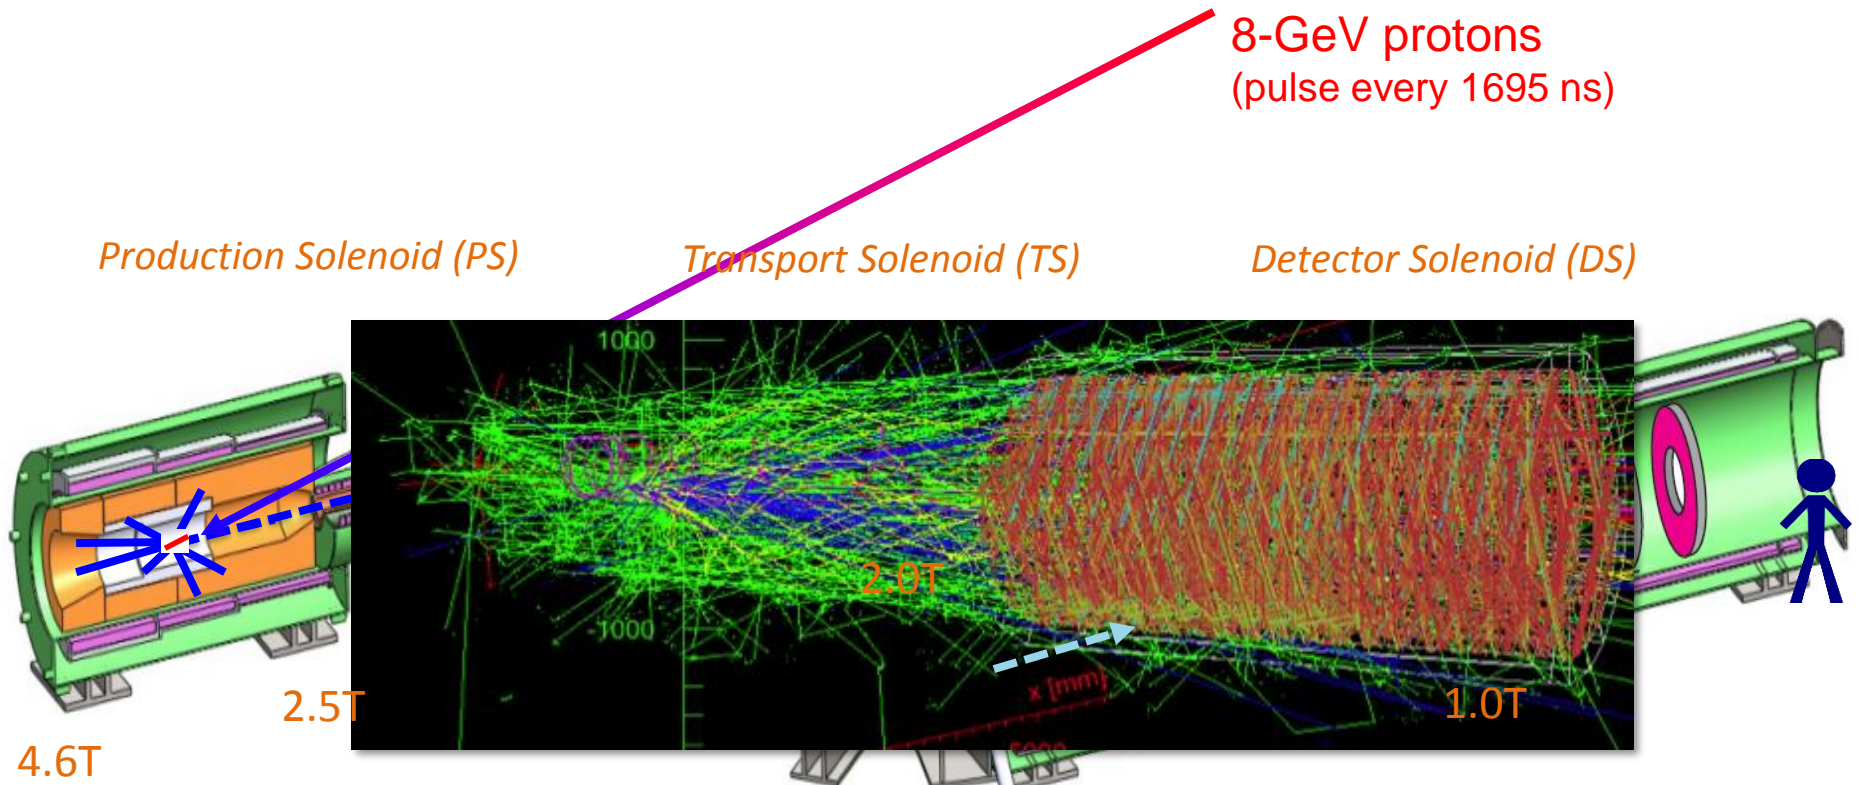 8-GeV protons
(pulse every 1695 ns)
Production Solenoid (PS)
Transport Solenoid (TS)
Detector Solenoid (DS)
1000
2.0T
-1000
x [mm]
2.5T
1.0T
4.6T